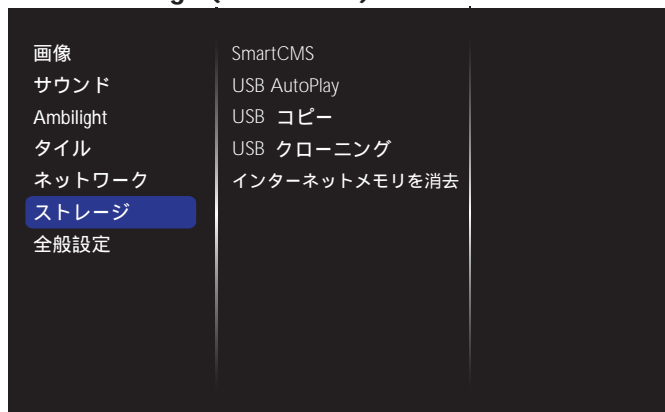 画像
サウンド
Ambilight
タイル
ネットワーク
ストレージ
全般設定
SmartCMS
USB AutoPlay
USB コピー
USB クローニング
インターネットメモリを消去